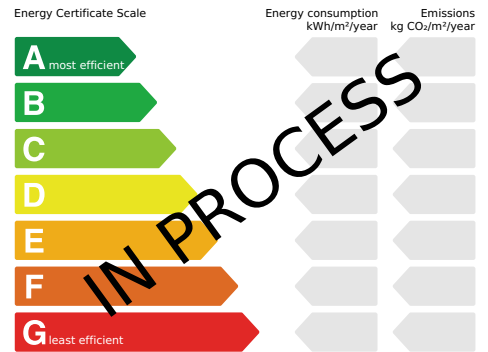 Energy Certificate Scale
Energy consumption
kWh/m²/year
Emissions
kg CO₂/m²/year
A most efficient
B
C
D
E
F
G least efficient
IN PROCESS